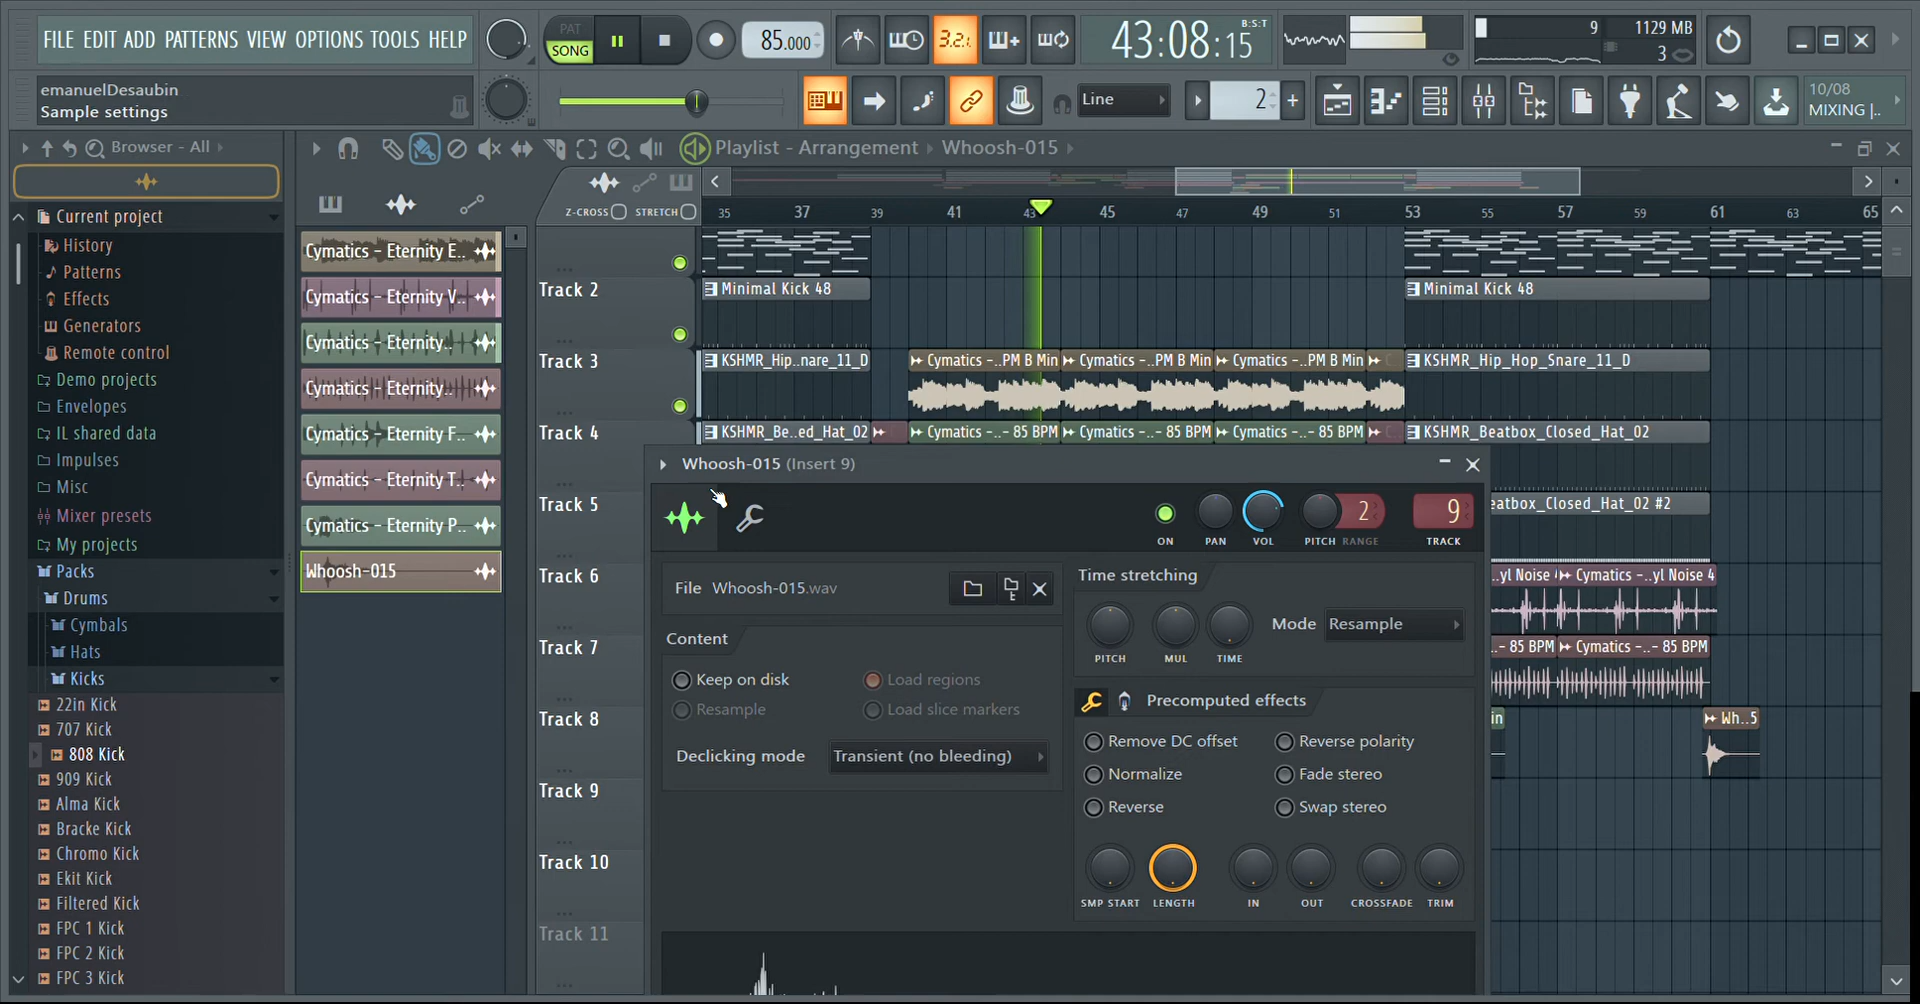 FILE EDIT ADD PATTERNS VIEW OPTIONS TOOLS HELP
PAT
SONG
85.000
3.2.
43:08:15
B:S:T
9
1129 MB
3
emanuelDesaubin
Sample settings
Line
2
10/08
MIXING |..
Browser - All
Playlist - Arrangement
Whoosh-015
Z-CROSS
STRETCH
35 37 39 41 43 45 47 49 51 53 55 57 59 61 63 65
Current project
History
Patterns
Effects
Generators
Remote control
Demo projects
Envelopes
IL shared data
Impulses
Misc
Mixer presets
My projects
Packs
Drums
Cymbals
Hats
Kicks
22in Kick
707 Kick
808 Kick
909 Kick
Alma Kick
Bracke Kick
Chromo Kick
Ekit Kick
Filtered Kick
FPC 1 Kick
FPC 2 Kick
FPC 3 Kick
Cymatics - Eternity E..
Cymatics - Eternity V..
Cymatics - Eternity..
Cymatics - Eternity..
Cymatics - Eternity F..
Cymatics - Eternity T..
Cymatics - Eternity P..
Whoosh-015
Track 2
Minimal Kick 48
Minimal Kick 48
Track 3
KSHMR_Hip..nare_11_D
Cymatics -..PM B Min
Cymatics -..PM B Min
Cymatics -..PM B Min
KSHMR_Hip_Hop_Snare_11_D
Track 4
KSHMR_Be..ed_Hat_02
Cymatics -..- 85 BPM
Cymatics -..- 85 BPM
Cymatics -..- 85 BPM
KSHMR_Beatbox_Closed_Hat_02
Track 5
eatbox_Closed_Hat_02 #2
Track 6
..yl Noise
Cymatics -..yl Noise 4
Track 7
..- 85 BPM
Cymatics -..- 85 BPM
Track 8
in
Wh..5
Track 9
Track 10
Track 11
Whoosh-015 (Insert 9)
ON
PAN
VOL
PITCH
RANGE
2
9
TRACK
File Whoosh-015.wav
Content
Keep on disk
Load regions
Resample
Load slice markers
Declicking mode
Transient (no bleeding)
Time stretching
PITCH
MUL
TIME
Mode
Resample
Precomputed effects
Remove DC offset
Reverse polarity
Normalize
Fade stereo
Reverse
Swap stereo
SMP START
LENGTH
IN
OUT
CROSSFADE
TRIM